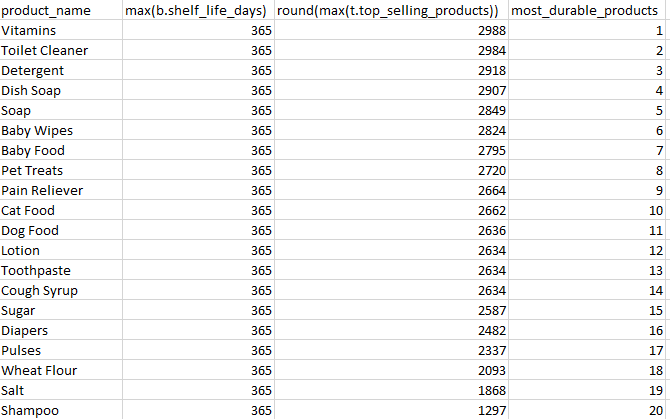 product_name max(b.shelf_life_days) round(max(t.top_selling_products)) most_durable_products
Vitamins 365 2988 1
Toilet Cleaner 365 2984 2
Detergent 365 2918 3
Dish Soap 365 2907 4
Soap 365 2849 5
Baby Wipes 365 2824 6
Baby Food 365 2795 7
Pet Treats 365 2720 8
Pain Reliever 365 2664 9
Cat Food 365 2662 10
Dog Food 365 2636 11
Lotion 365 2634 12
Toothpaste 365 2634 13
Cough Syrup 365 2634 14
Sugar 365 2587 15
Diapers 365 2482 16
Pulses 365 2337 17
Wheat Flour 365 2093 18
Salt 365 1868 19
Shampoo 365 1297 20